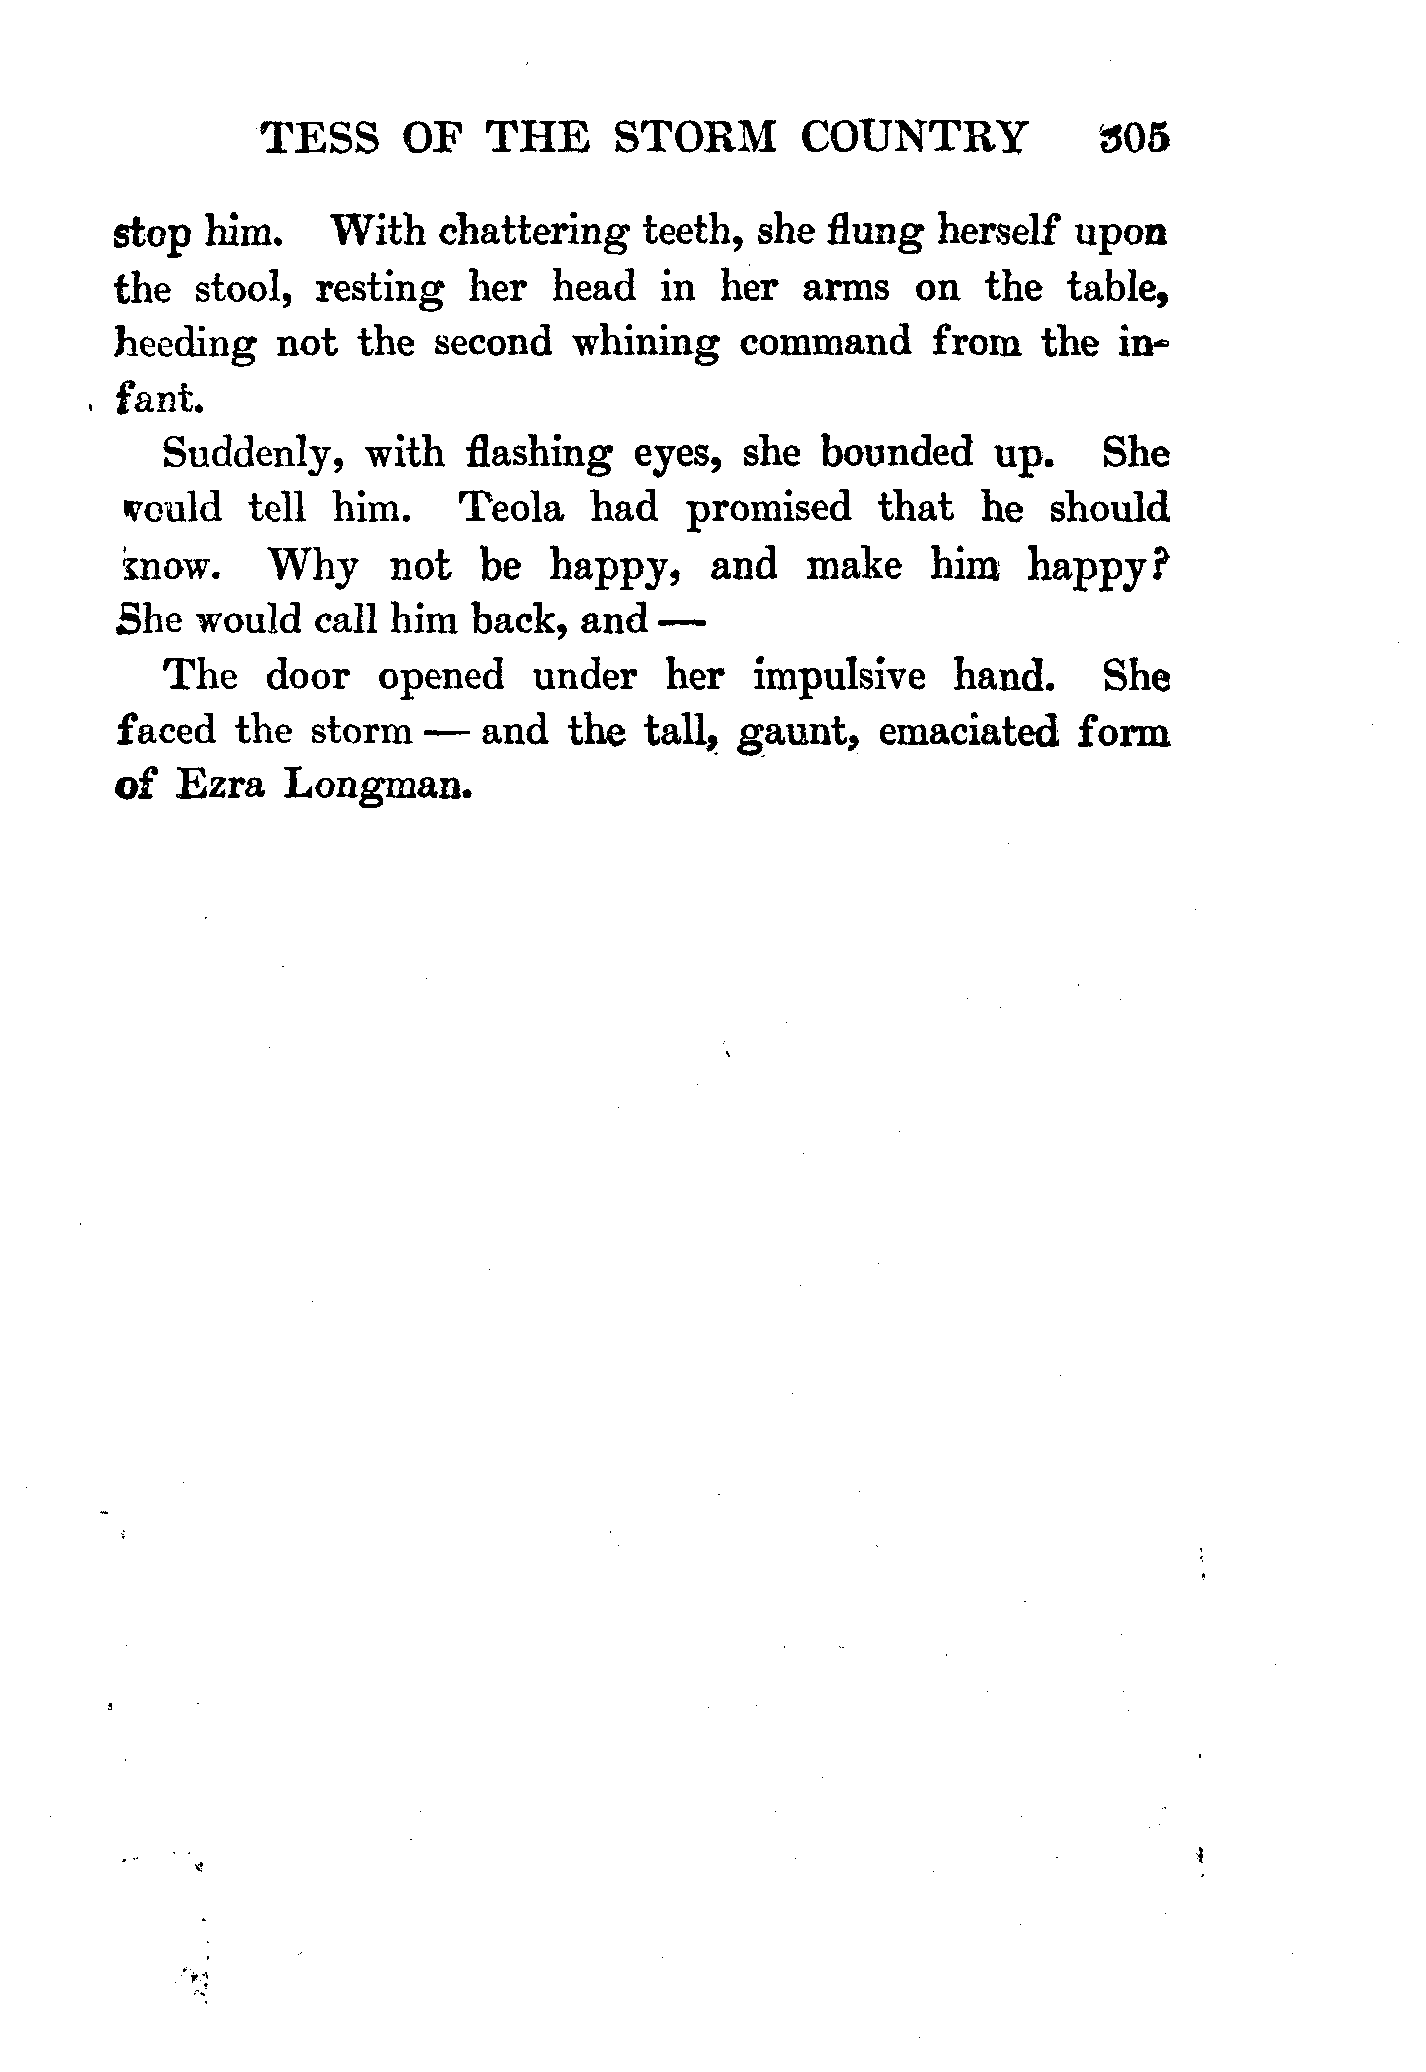 TESS OF THE STORM COUNTRY 305
stop him. With chattering teeth, she flung herself upon
the stool, resting her head in her arms on the table,
heeding not the second whining command from the in-
fant.
Suddenly, with flashing eyes, she bounded up. She
would tell him. Teola had promised that he should
know. Why not be happy, and make him happy?
She would call him back, and —
The door opened under her impulsive hand. She
faced the storm — and the tall, gaunt, emaciated form
of Ezra Longman.